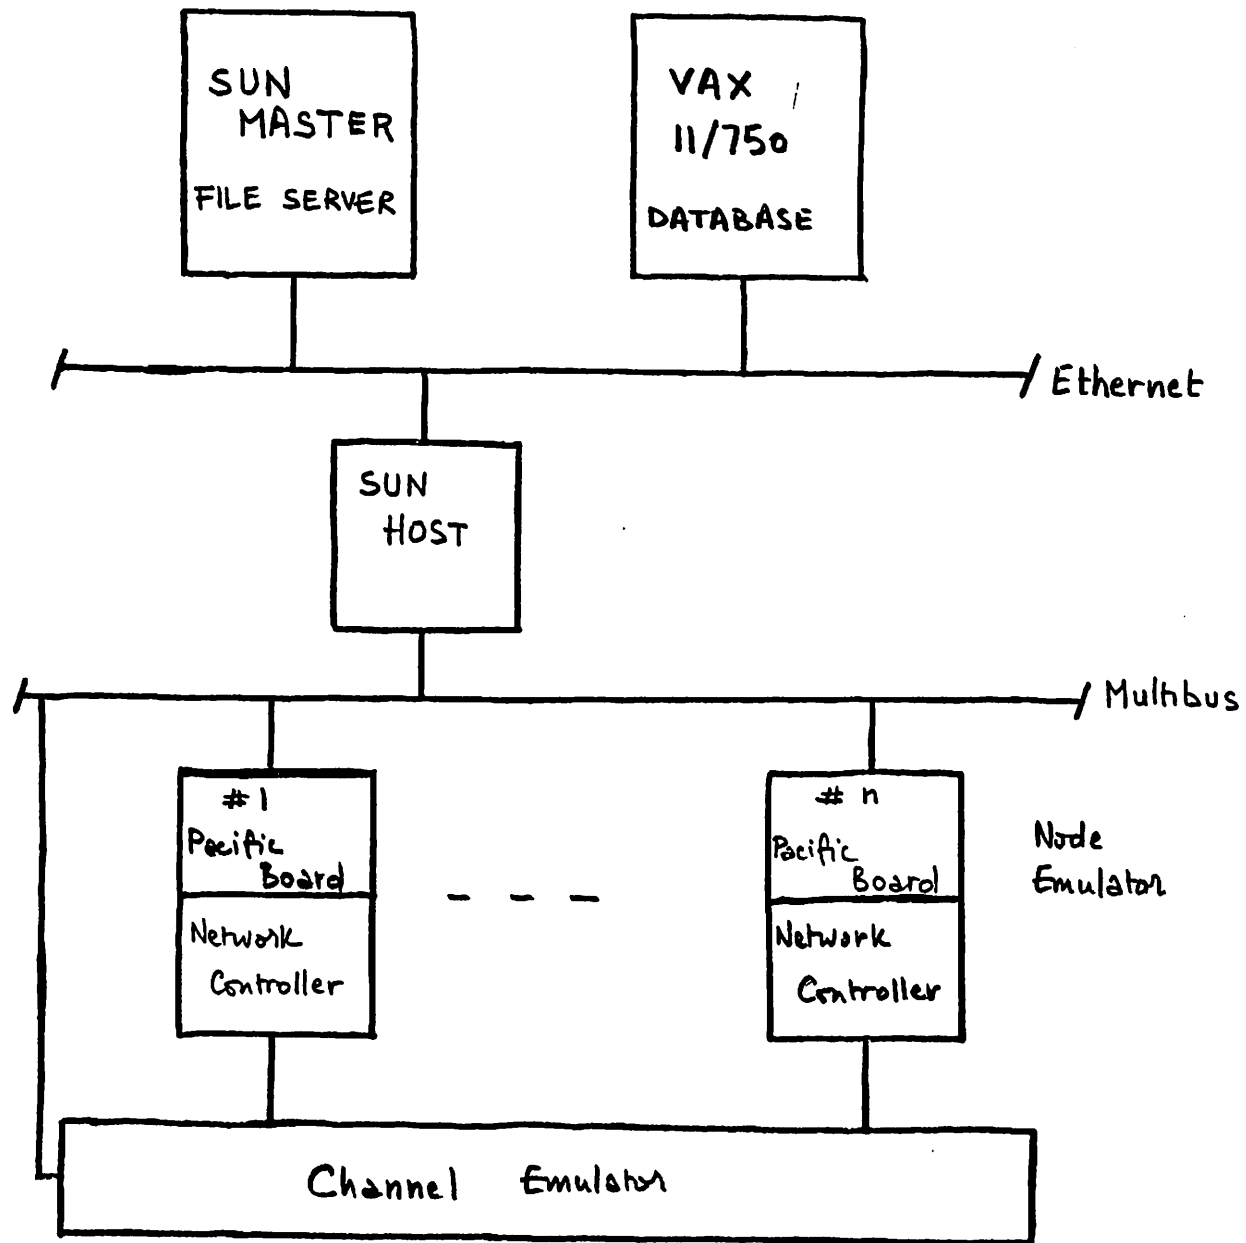 SUN
MASTER
FILE SERVER
VAX
11/750
DATABASE
Ethernet
SUN
HOST
Multibus
#1
Pacific
Board
Network
Controller
- - -
# n
Pacific
Board
Network
Controller
Node
Emulator
Channel Emulator